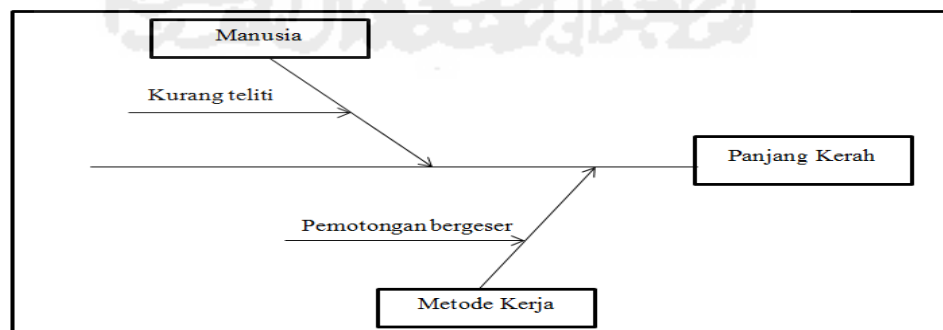 Manusia
Kurang teliti
Panjang Kerah
Pemotongan bergeser
Metode Kerja